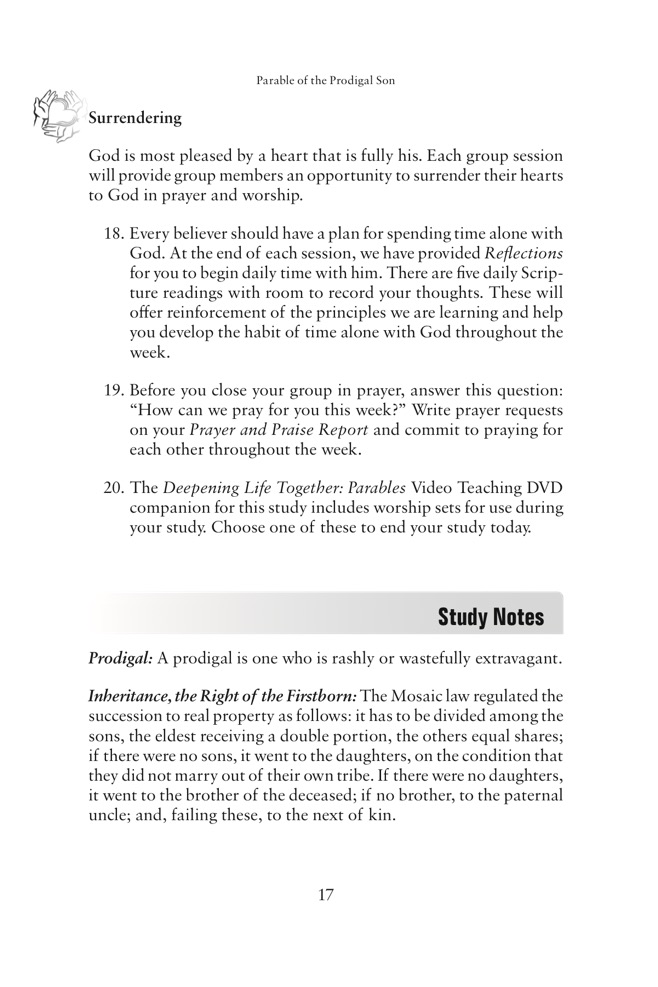 Parable of the Prodigal Son
Surrendering
God is most pleased by a heart that is fully his. Each group session
will provide group members an opportunity to surrender their hearts
to God in prayer and worship.
18. Every believer should have a plan for spending time alone with
God. At the end of each session, we have provided Reflections
for you to begin daily time with him. There are five daily Scrip-
ture readings with room to record your thoughts. These will
offer reinforcement of the principles we are learning and help
you develop the habit of time alone with God throughout the
week.
19. Before you close your group in prayer, answer this question:
“How can we pray for you this week?” Write prayer requests
on your Prayer and Praise Report and commit to praying for
each other throughout the week.
20. The Deepening Life Together: Parables Video Teaching DVD
companion for this study includes worship sets for use during
your study. Choose one of these to end your study today.
Study Notes
Prodigal: A prodigal is one who is rashly or wastefully extravagant.
Inheritance, the Right of the Firstborn: The Mosaic law regulated the
succession to real property as follows: it has to be divided among the
sons, the eldest receiving a double portion, the others equal shares;
if there were no sons, it went to the daughters, on the condition that
they did not marry out of their own tribe. If there were no daughters,
it went to the brother of the deceased; if no brother, to the paternal
uncle; and, failing these, to the next of kin.
17